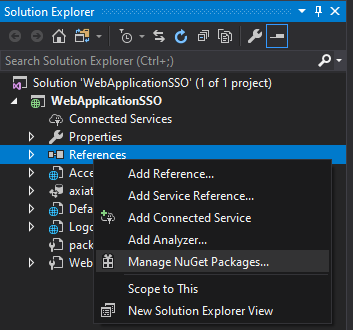 Solution Explorer
Search Solution Explorer (Ctrl+;)
Solution 'WebApplicationSSO' (1 of 1 project)
WebApplicationSSO
Connected Services
Properties
References
Acce
Add Reference...
axiat
Add Service Reference...
Defa
Add Connected Service
Logo
Add Analyzer...
pack
Manage NuGet Packages...
Web
Scope to This
New Solution Explorer View